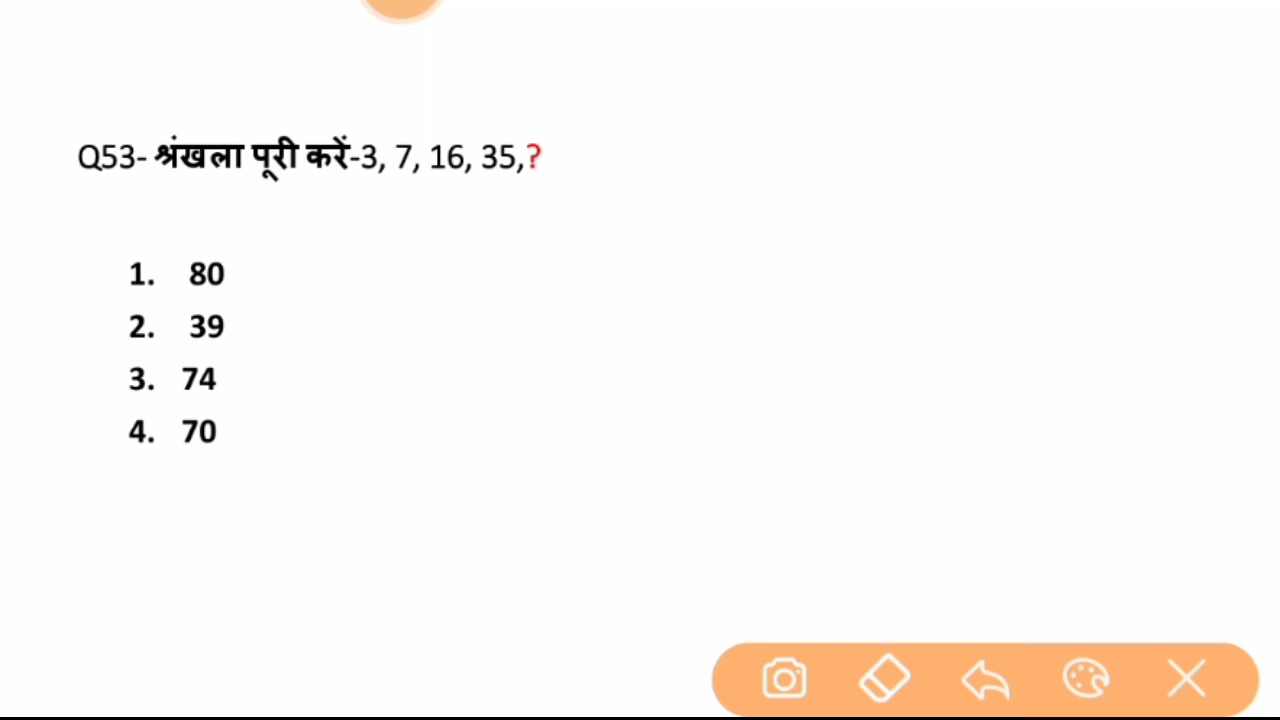 Q53- श्रंखला पूरी करें-3, 7, 16, 35,?
1. 80
2. 39
3. 74
4. 70